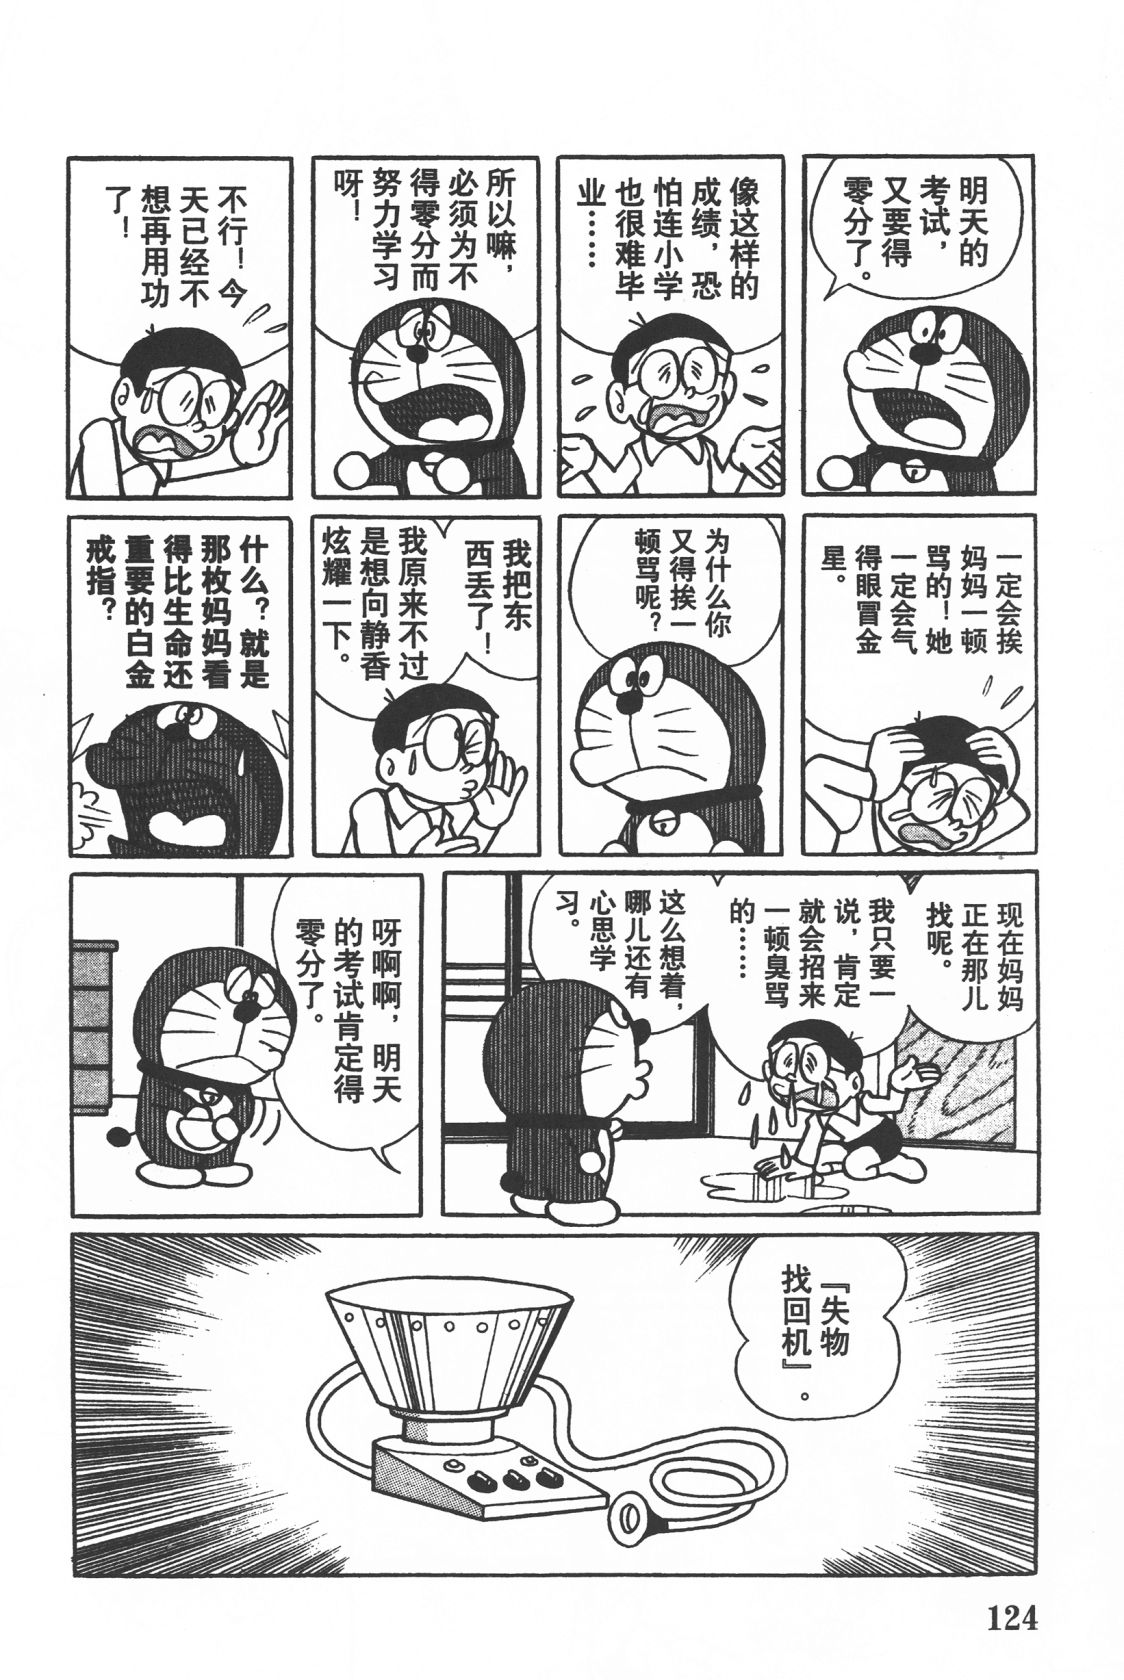 明天的
考试，
又要得
零分了。
像这样的
成绩，恐
怕连小学
也很难毕
业……
所以嘛，
必须为不
得零分而
努力学习
呀！
不行！今
天已经不
想再用功
了！
一定会挨
妈妈一顿
骂的！她
一定会气
得眼冒金
星。
为什么你
又得挨一
顿骂呢？
我把东
西丢了！
我原来不过
是想向静香
炫耀一下。
什么？就是
那枚妈妈看
得比生命还
重要的白金
戒指？
现在妈妈
正在那儿
找呢。
我只要一
说，肯定
就会招来
一顿臭骂
的……
这么想着，
哪儿还有
心思学
习。
呀啊啊，明天
的考试肯定得
零分了。
『失物
找回机』。
124